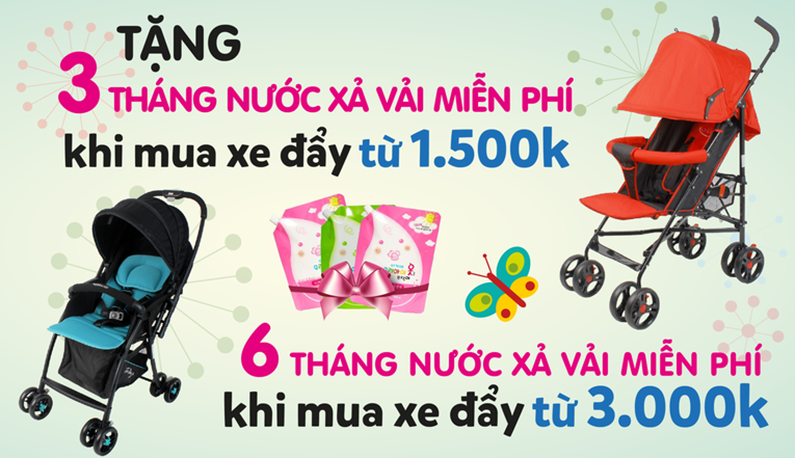 TẶNG
3 THÁNG NƯỚC XẢ VẢI MIỄN PHÍ
khi mua xe đẩy từ 1.500k
6 THÁNG NƯỚC XẢ VẢI MIỄN PHÍ
khi mua xe đẩy từ 3.000k